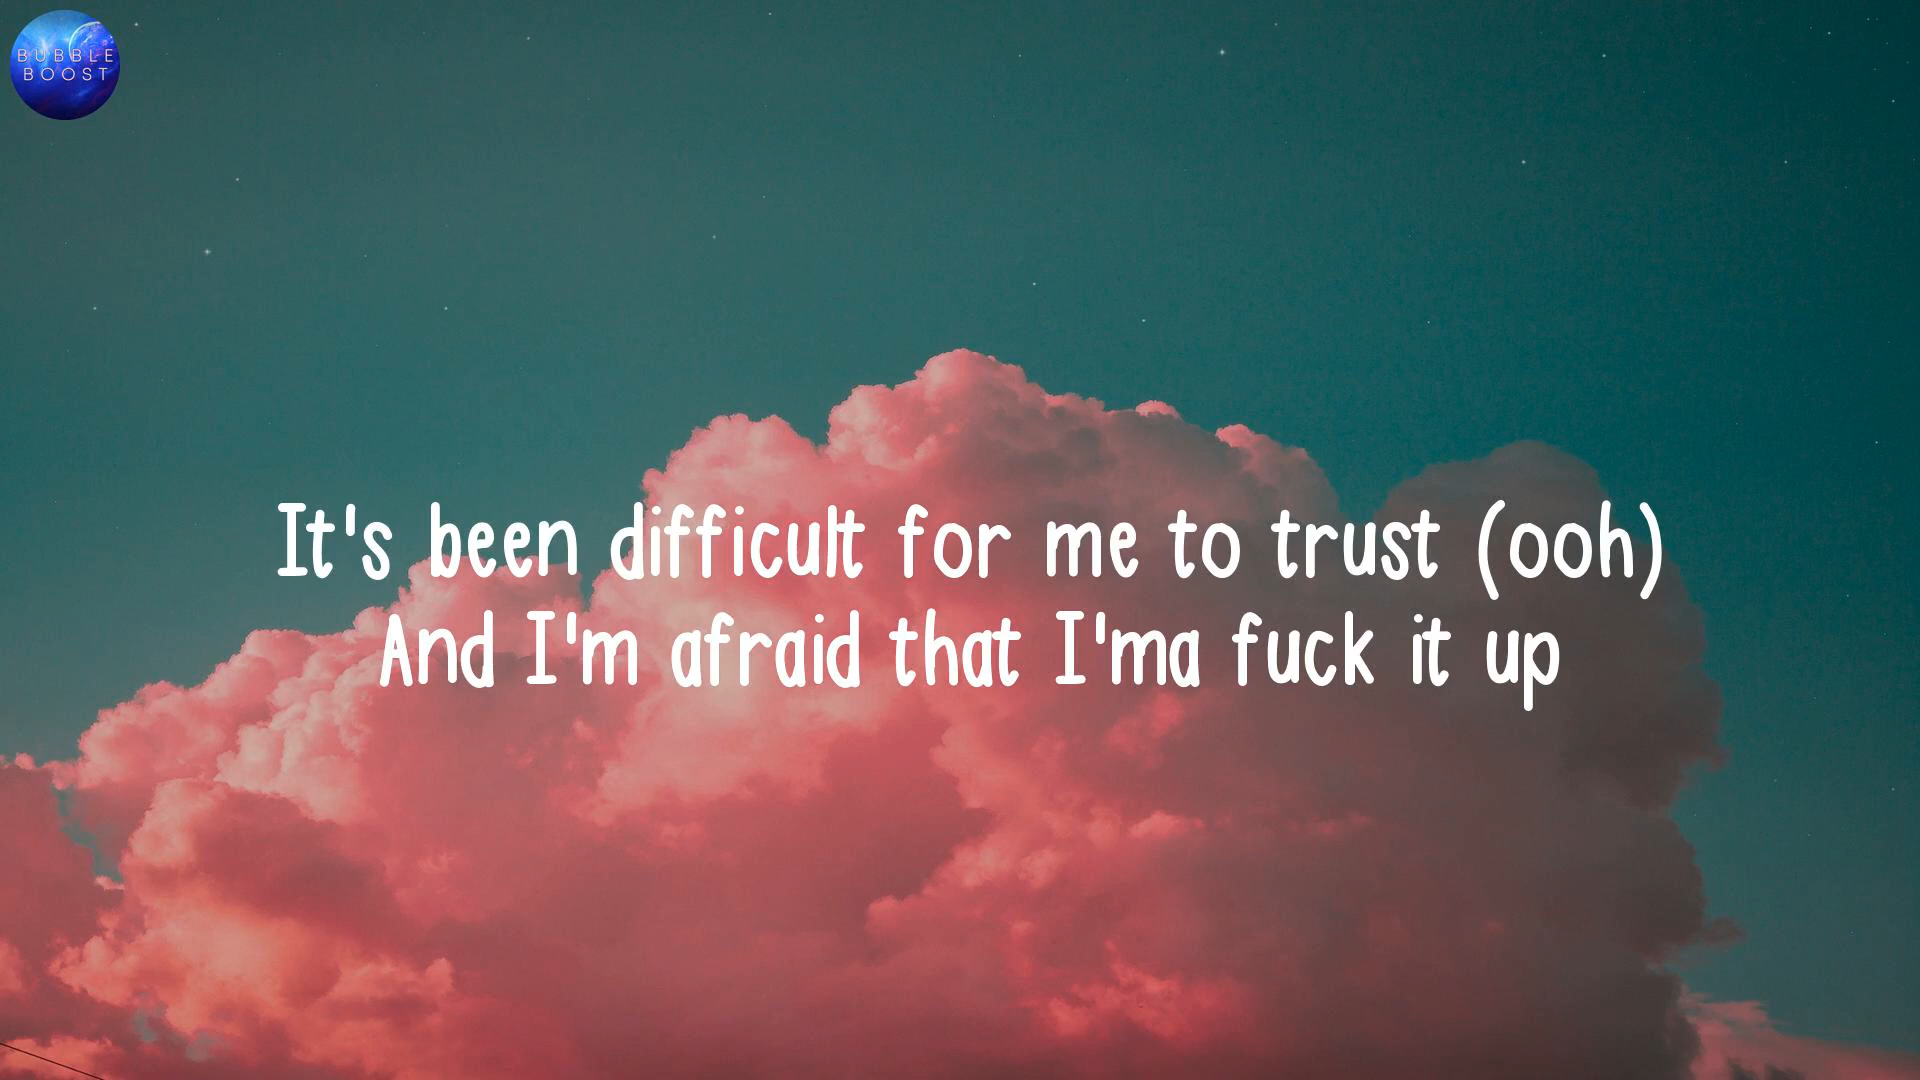 BUBBLE
BOOST
It's been difficult for me to trust (ooh)
And I'm afraid that I'ma fuck it up